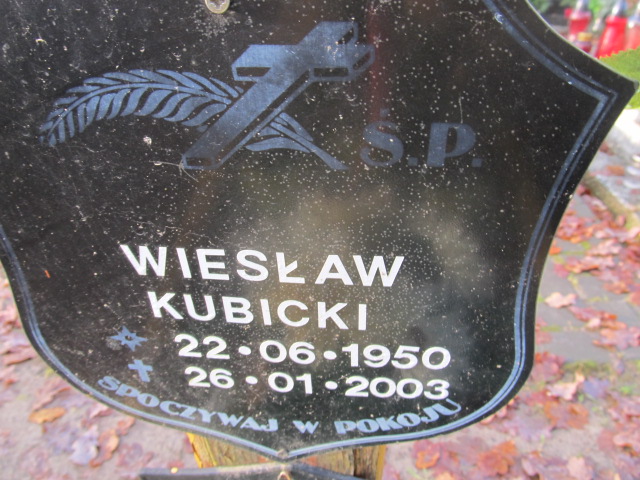 Ś.P.
WIESŁAW
KUBICKI
22•06•1950
26•01•2003
SPOCZYWAJ W POKOJU